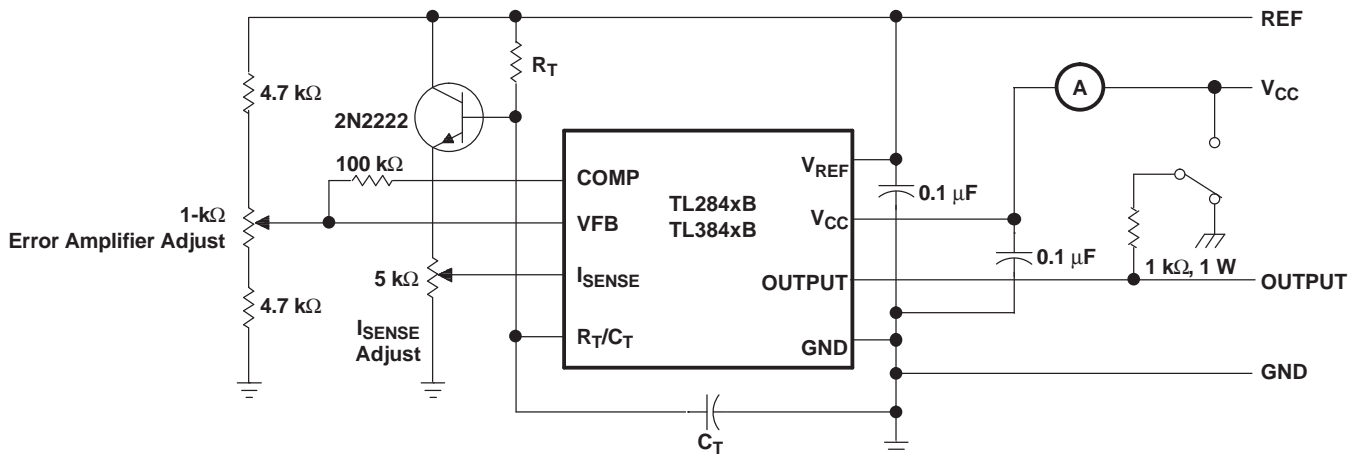 REF
R_T
4.7 kΩ
A
V_CC
2N2222
100 kΩ
COMP
V_REF
0.1 μF
TL284xB
TL384xB
1-kΩ
Error Amplifier Adjust
VFB
V_CC
0.1 μF
5 kΩ
I_SENSE
OUTPUT
1 kΩ, 1 W
OUTPUT
4.7 kΩ
I_SENSE
Adjust
R_T/C_T
GND
GND
C_T